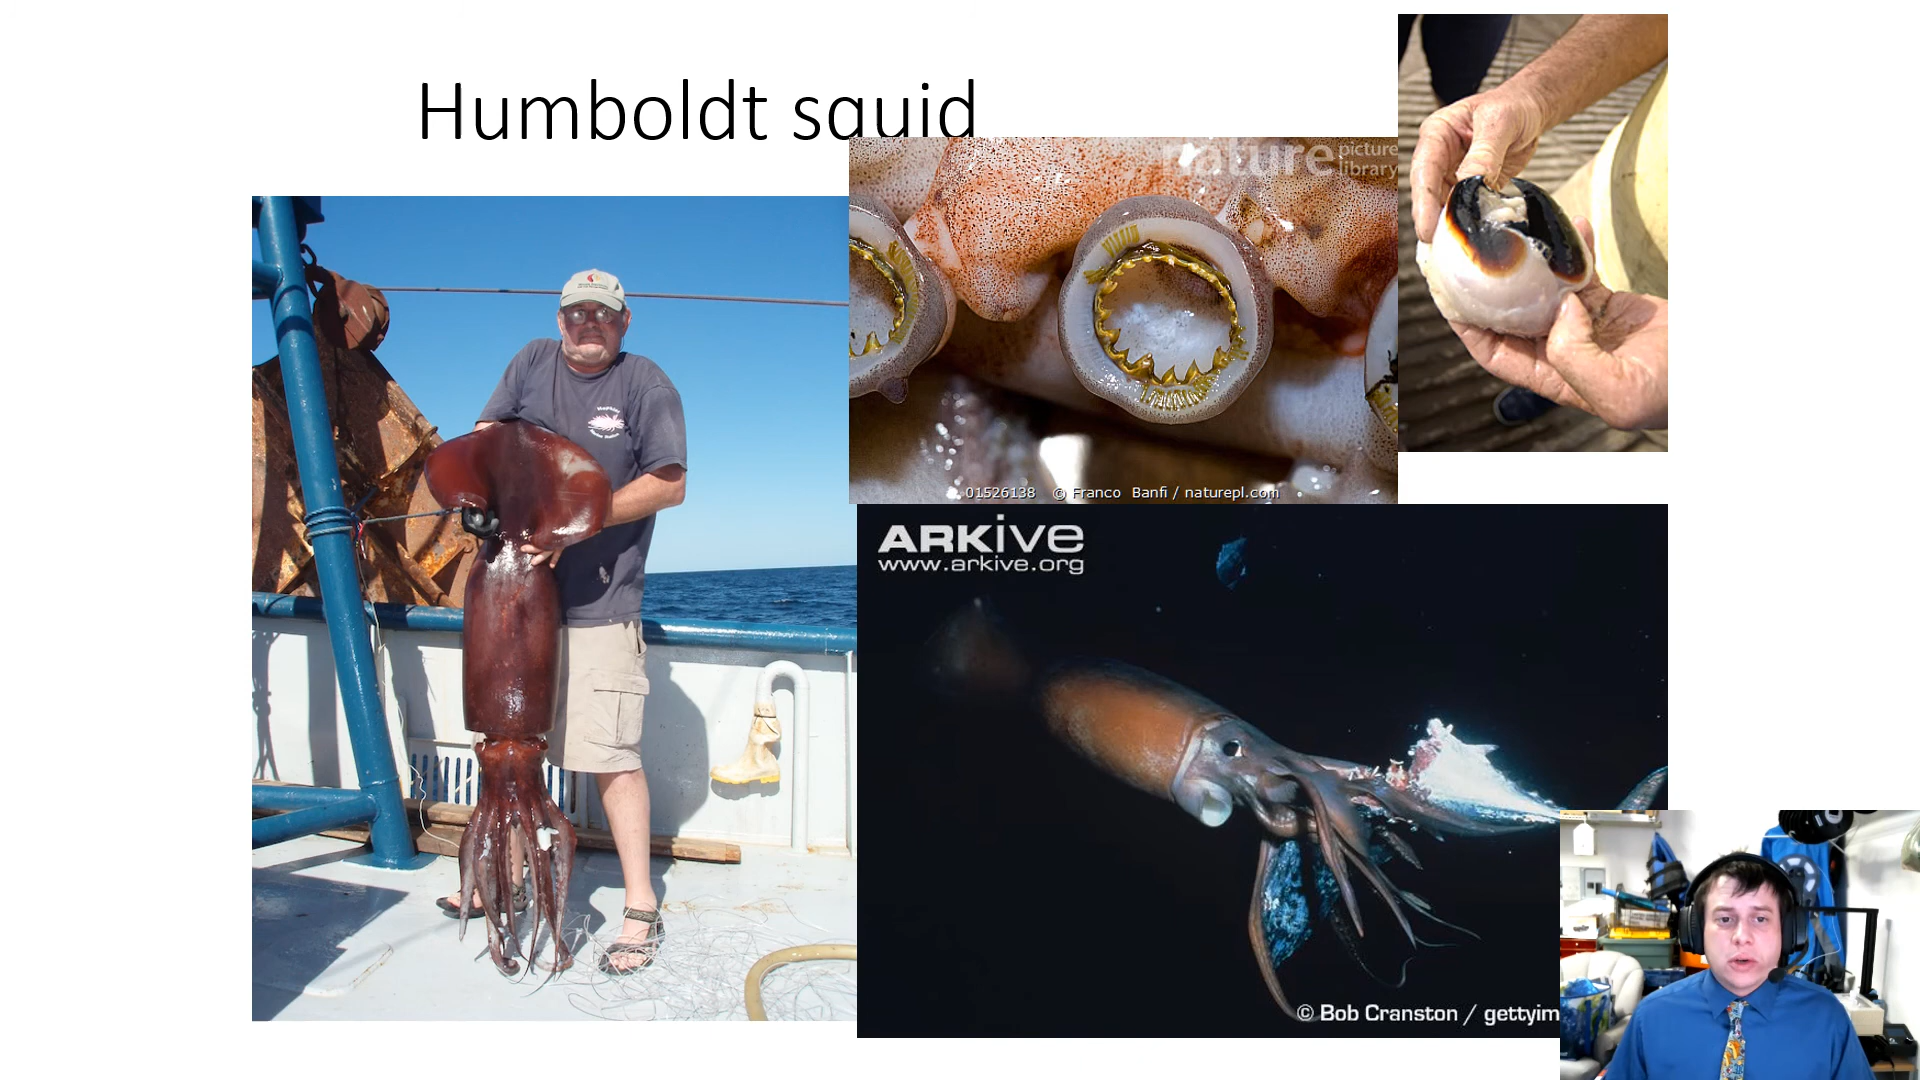 Humboldt squid
nature picture
library
01526138 © Franco Banfi / naturepl.com
ARKive
www.arkive.org
© Bob Cranston / gettyim